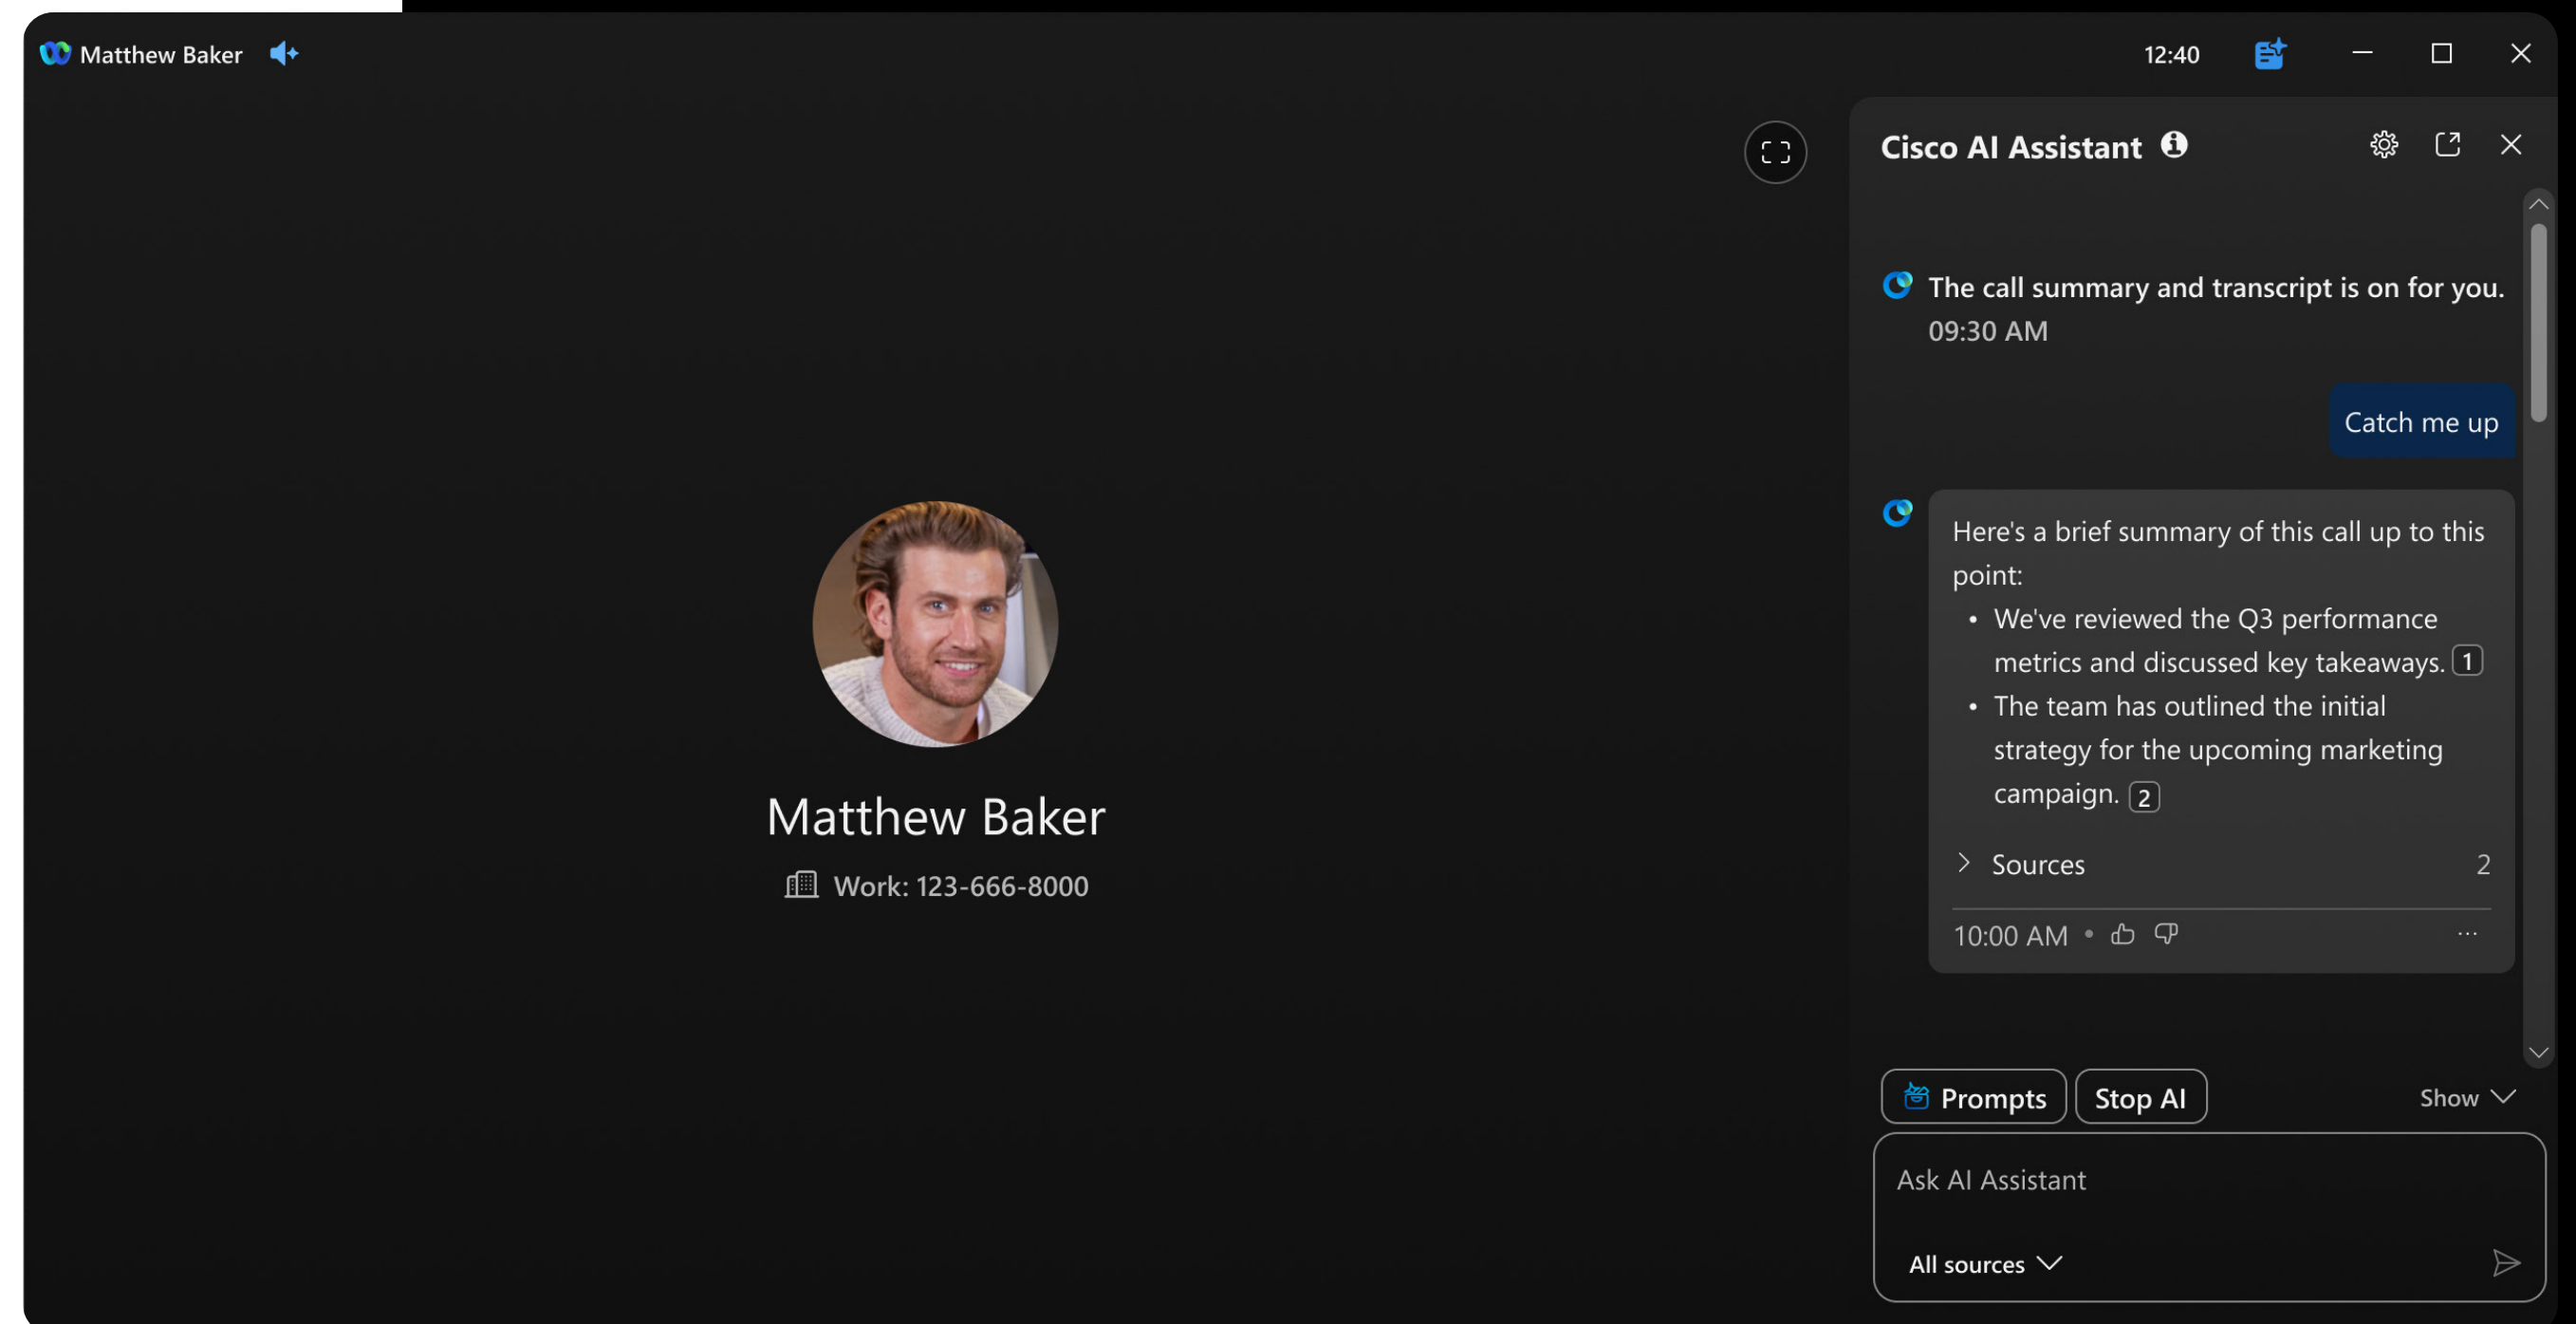 Matthew Baker
12:40
Matthew Baker
Work: 123-666-8000
Cisco AI Assistant
The call summary and transcript is on for you.
09:30 AM
Catch me up
Here's a brief summary of this call up to this
point:
• We've reviewed the Q3 performance
metrics and discussed key takeaways. 1
• The team has outlined the initial
strategy for the upcoming marketing
campaign. 2
Sources 2
10:00 AM •
Prompts
Stop AI
Show
Ask AI Assistant
All sources